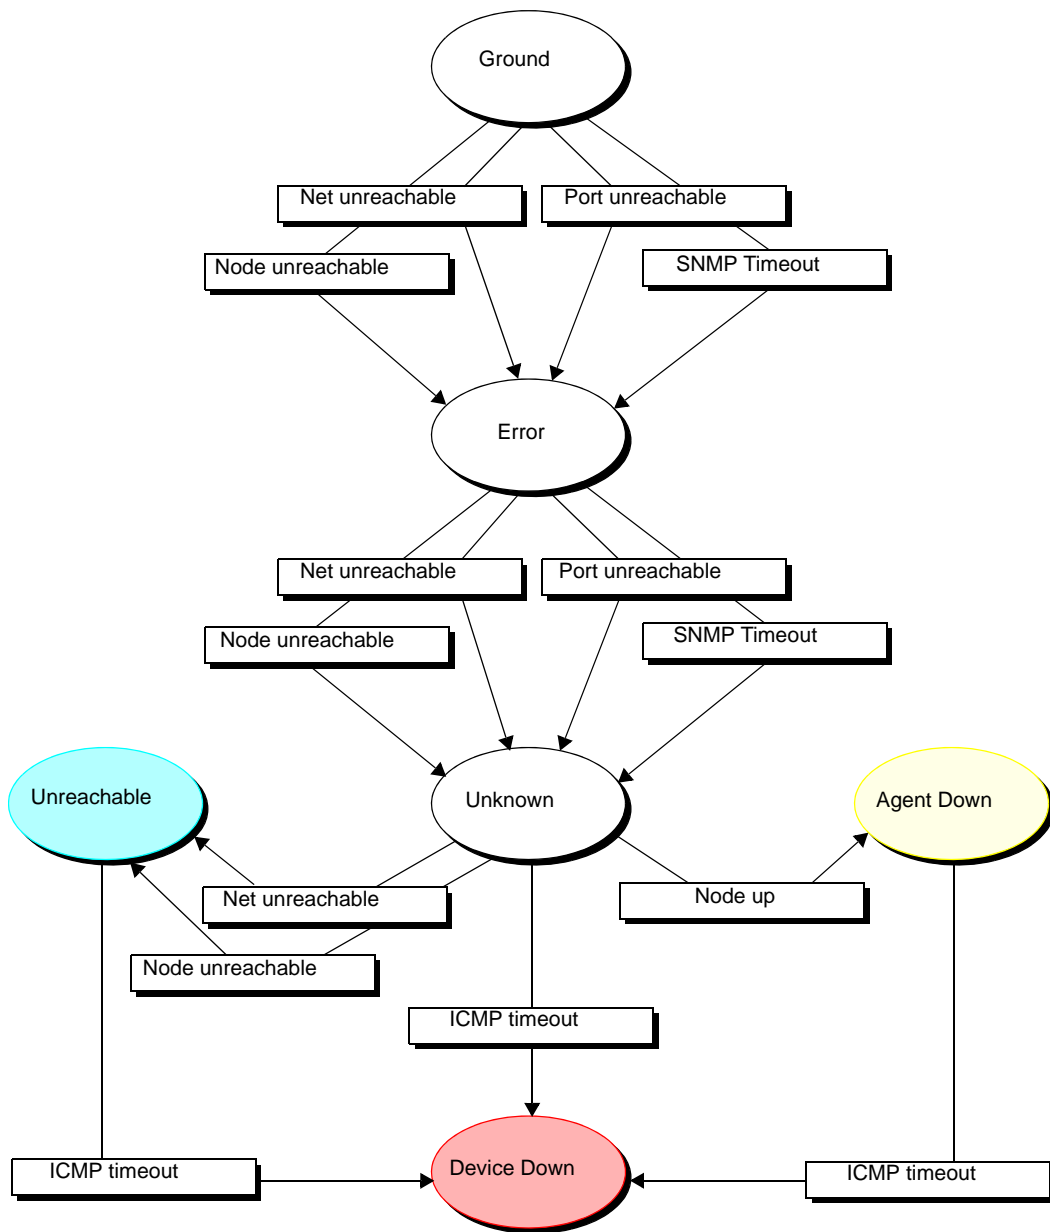 Ground
Net unreachable
Port unreachable
Node unreachable
SNMP Timeout
Error
Net unreachable
Port unreachable
Node unreachable
SNMP Timeout
Unreachable
Unknown
Agent Down
Net unreachable
Node up
Node unreachable
ICMP timeout
ICMP timeout
Device Down
ICMP timeout